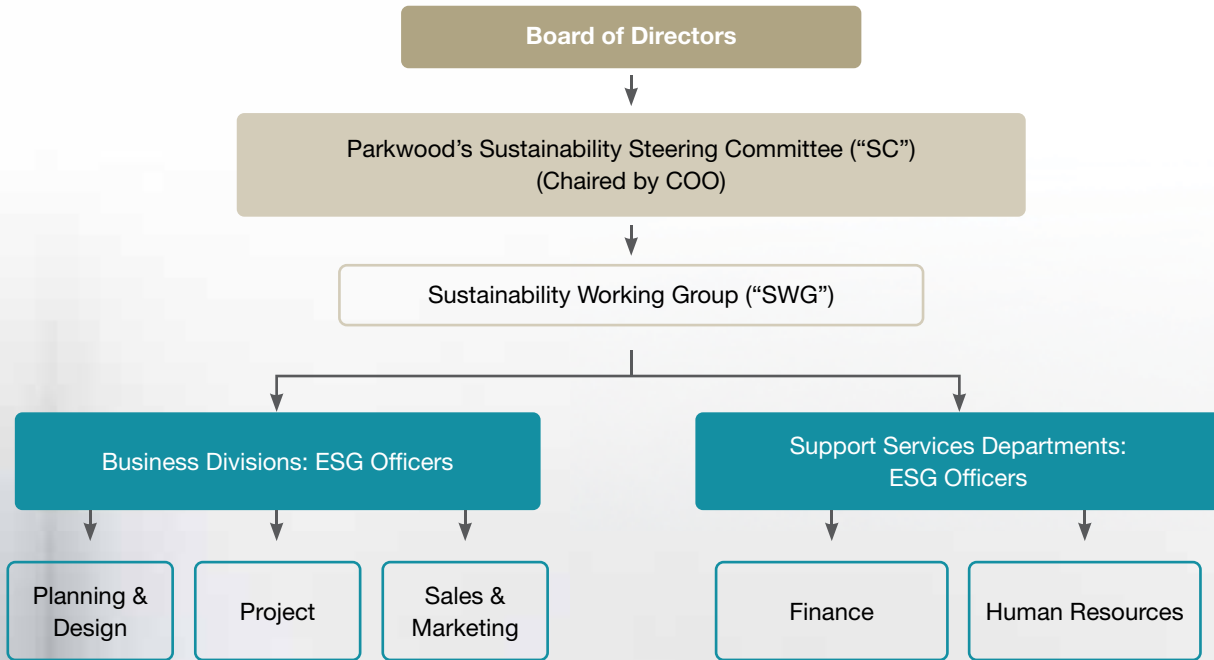 Board of Directors
Parkwood’s Sustainability Steering Committee (“SC”)
(Chaired by COO)
Sustainability Working Group (“SWG”)
Business Divisions: ESG Officers
Support Services Departments:
ESG Officers
Planning &
Design
Project
Sales &
Marketing
Finance
Human Resources